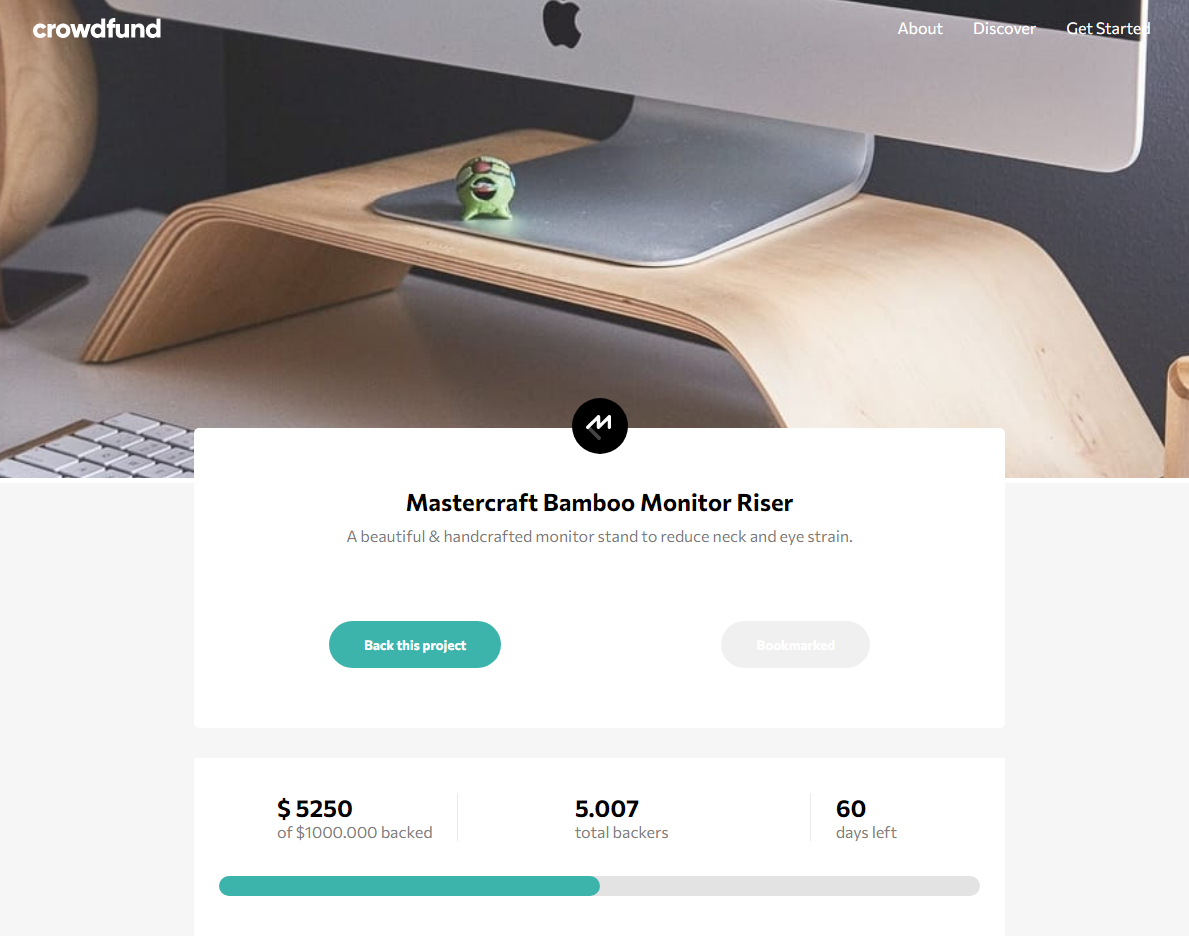 crowdfund
About Discover Get Started
Mastercraft Bamboo Monitor Riser
A beautiful & handcrafted monitor stand to reduce neck and eye strain.
Back this project Bookmarked
$ 5250 5.007 60
of $1000.000 backed total backers days left